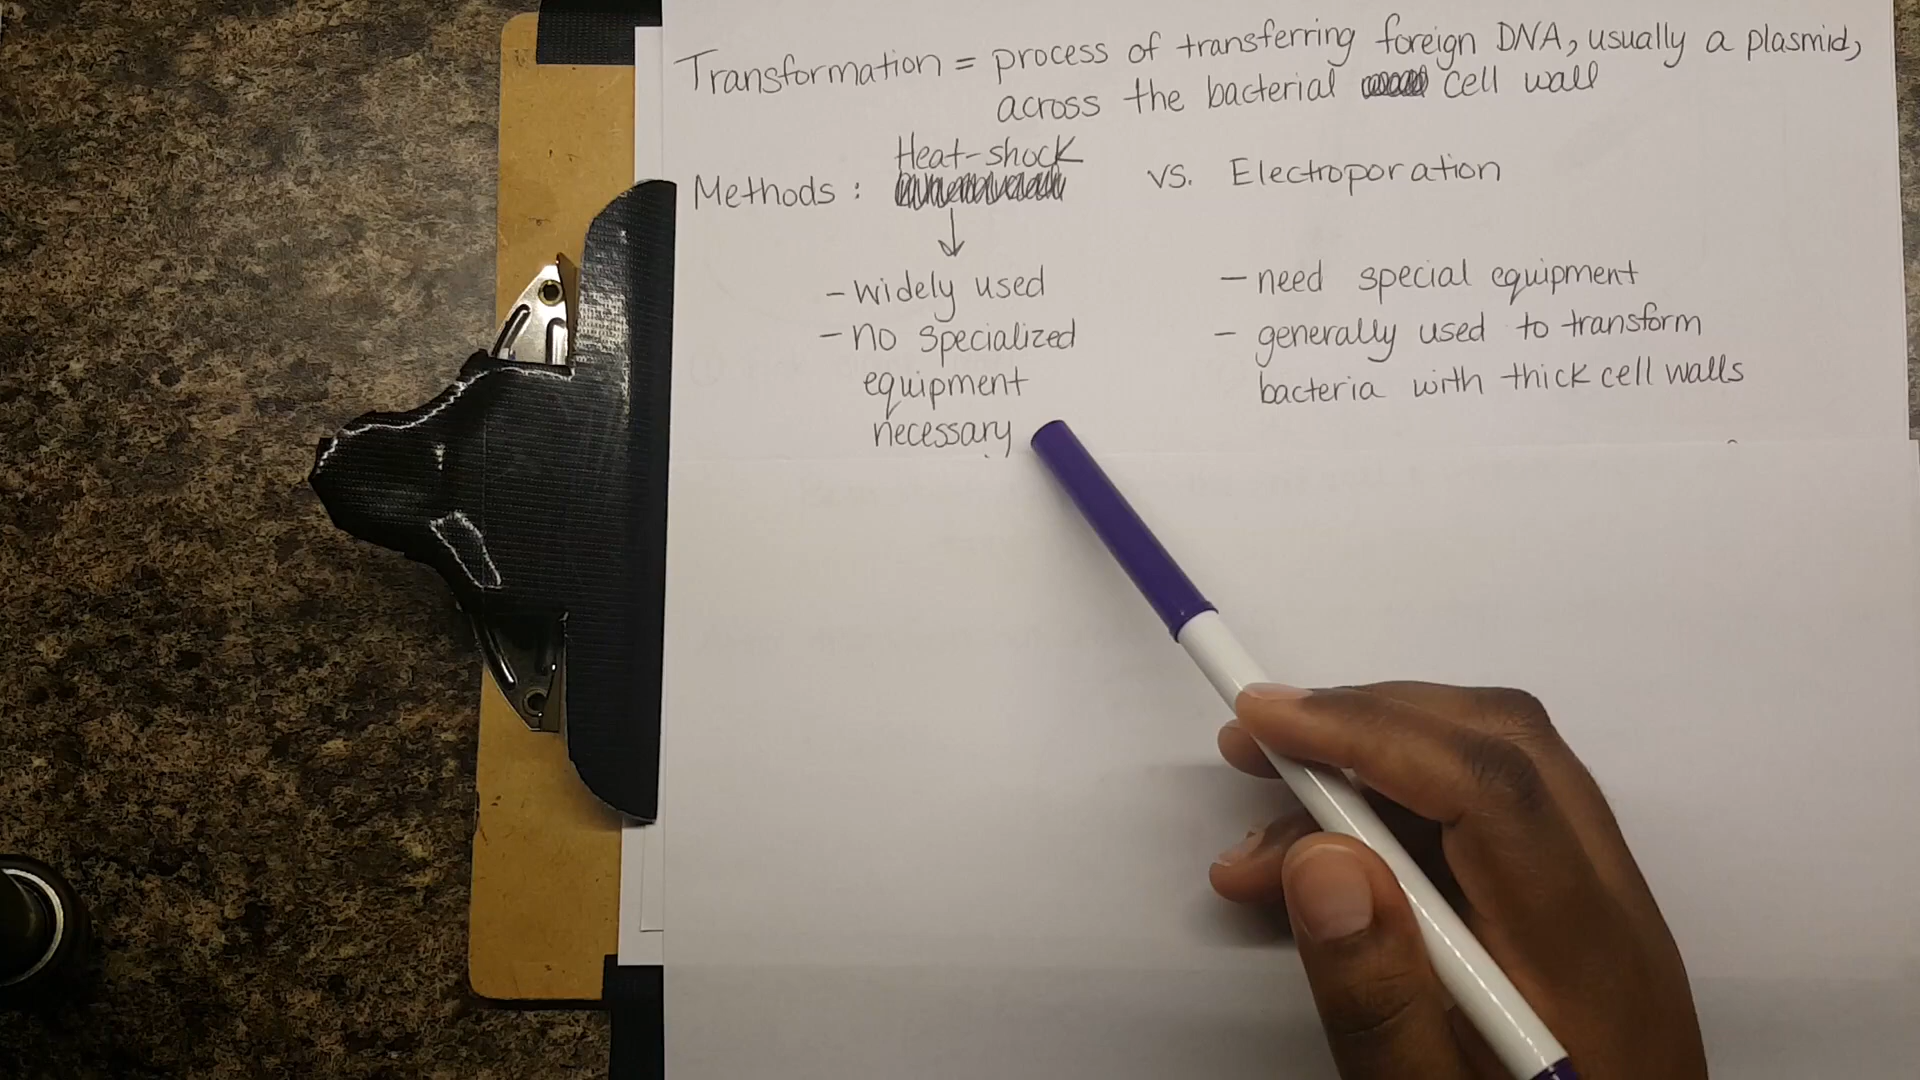 Transformation = process of transferring foreign DNA, usually a plasmid,
across the bacterial cell wall
Heat-shock
Methods : vs. Electroporation
- widely used
- no specialized
equipment
necessary
- need special equipment
- generally used to transform
bacteria with thick cell walls